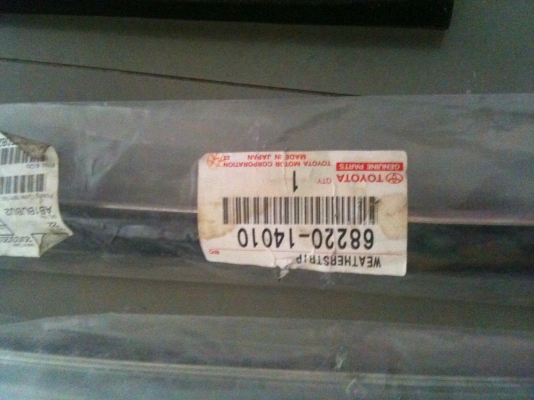 WEATHERSTRIP
68220-14010
QTY 1
TOYOTA
GENUINE PARTS
TOYOTA MOTOR CORPORATION
MADE IN JAPAN